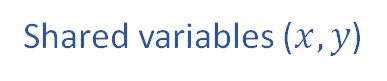 Shared variables (x, y)